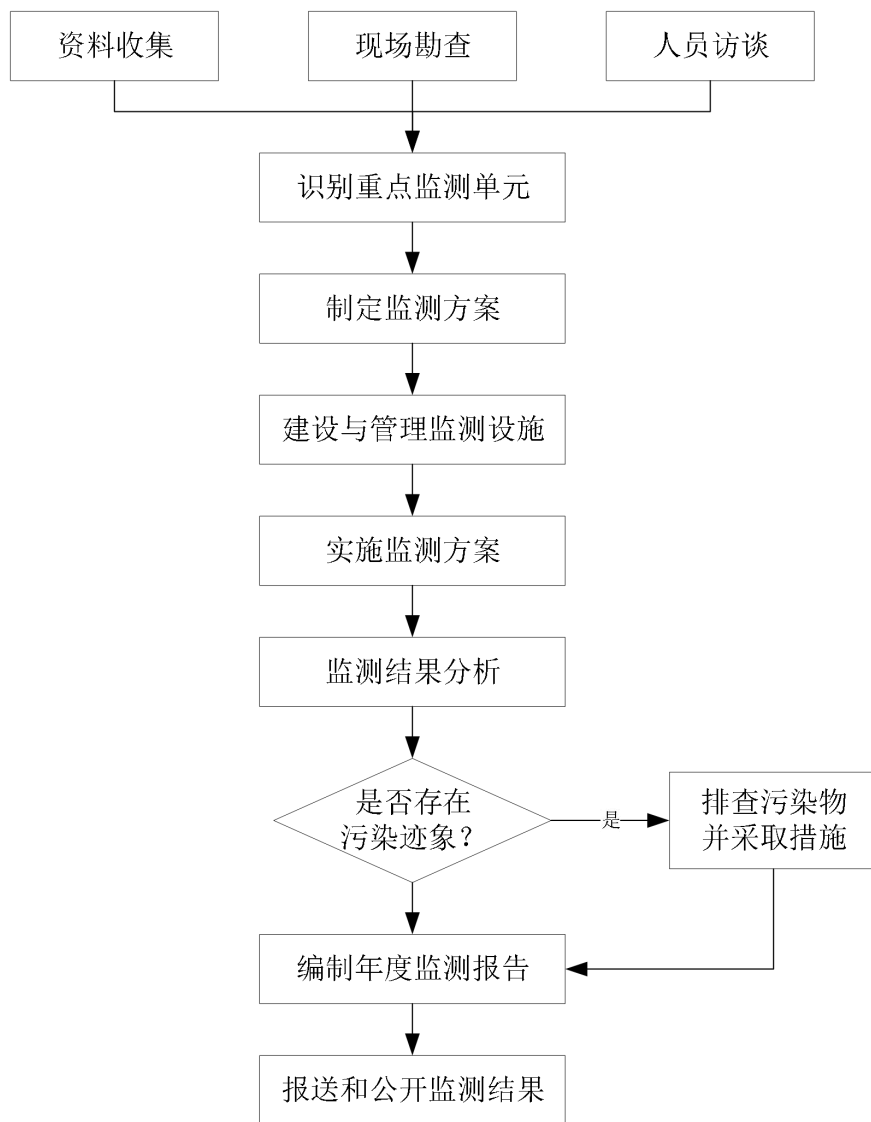 资料收集
现场勘查
人员访谈
识别重点监测单元
制定监测方案
建设与管理监测设施
实施监测方案
监测结果分析
是否存在
污染迹象？
是
排查污染物
并采取措施
编制年度监测报告
报送和公开监测结果